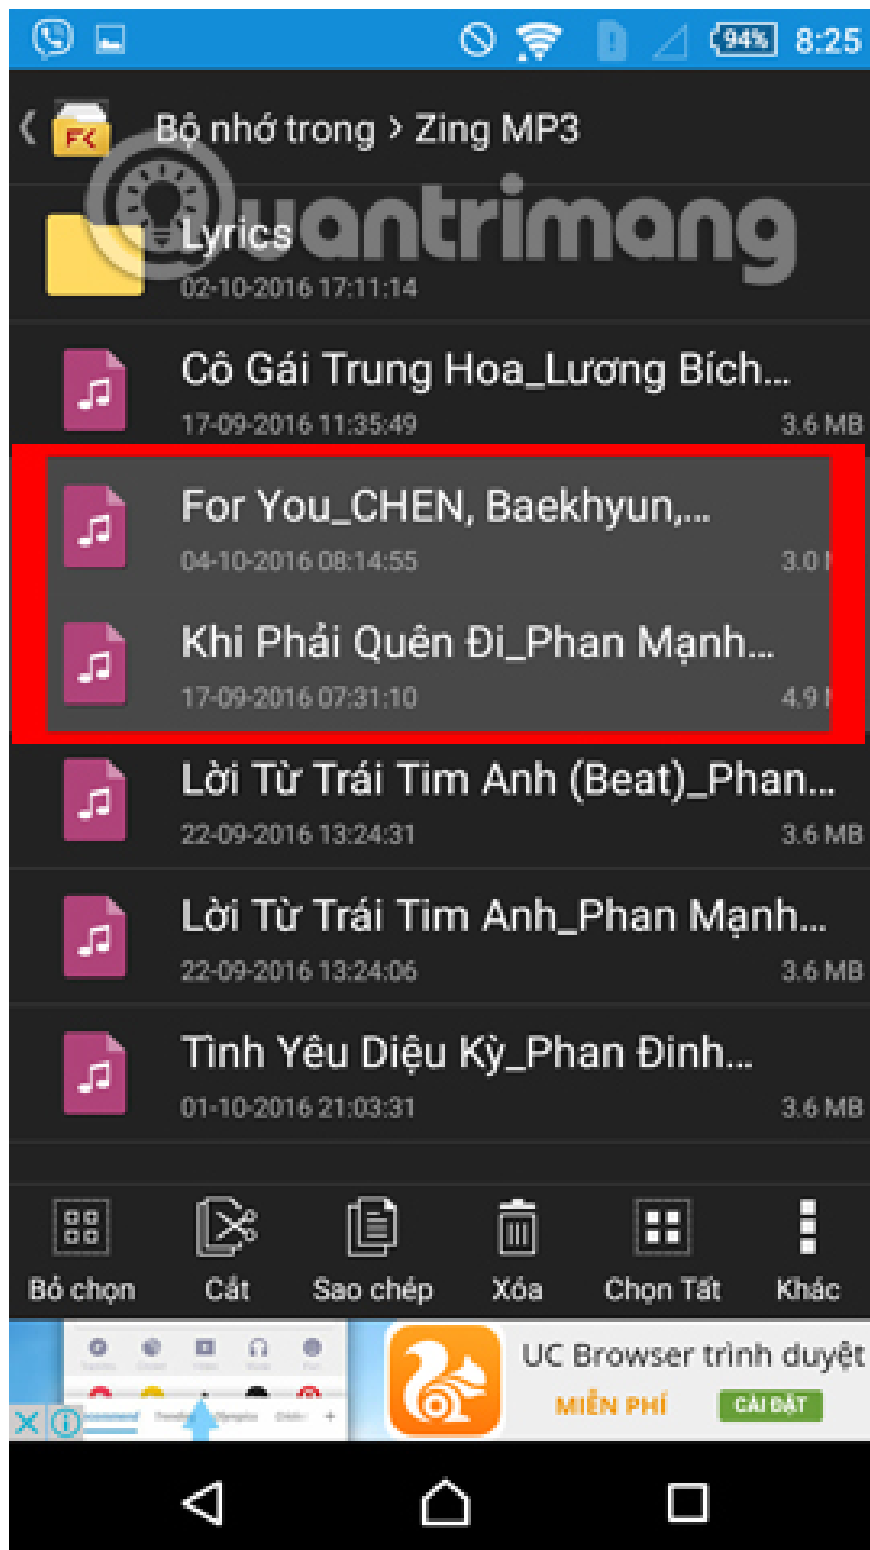 94% 8:25
Bộ nhớ trong > Zing MP3
Quantrimang
Lyrics
02-10-2016 17:11:14
Cô Gái Trung Hoa_Lương Bích...
17-09-2016 11:35:49 3.6 MB
For You_CHEN, Baekhyun,...
04-10-2016 08:14:55 3.0
Khi Phải Quên Đi_Phan Mạnh...
17-09-2016 07:31:10 4.9
Lời Từ Trái Tim Anh (Beat)_Phan...
22-09-2016 13:24:31 3.6 MB
Lời Từ Trái Tim Anh_Phan Mạnh...
22-09-2016 13:24:06 3.6 MB
Tình Yêu Diệu Kỳ_Phan Đinh...
01-10-2016 21:03:31 3.6 MB
Bỏ chọn Cắt Sao chép Xóa Chọn Tất Khác
UC Browser trình duyệt
MIỄN PHÍ CÀI ĐẶT